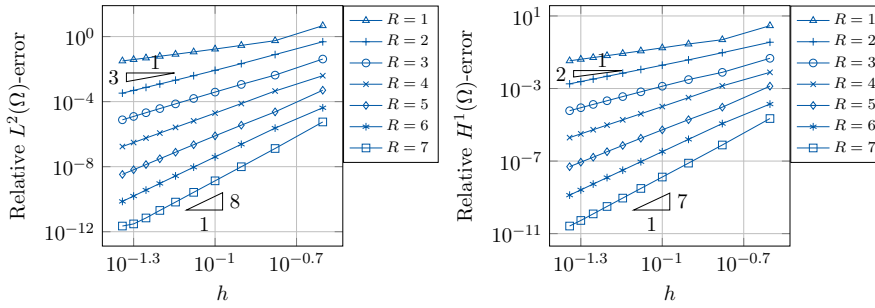 Relative L²(Ω)-error
10⁰
10⁻⁴
10⁻⁸
10⁻¹²
3
1
8
1
10⁻¹·³
10⁻¹
10⁻⁰·⁷
h
R = 1
R = 2
R = 3
R = 4
R = 5
R = 6
R = 7
Relative H¹(Ω)-error
10¹
10⁻³
10⁻⁷
10⁻¹¹
2
1
7
1
10⁻¹·³
10⁻¹
10⁻⁰·⁷
h
R = 1
R = 2
R = 3
R = 4
R = 5
R = 6
R = 7